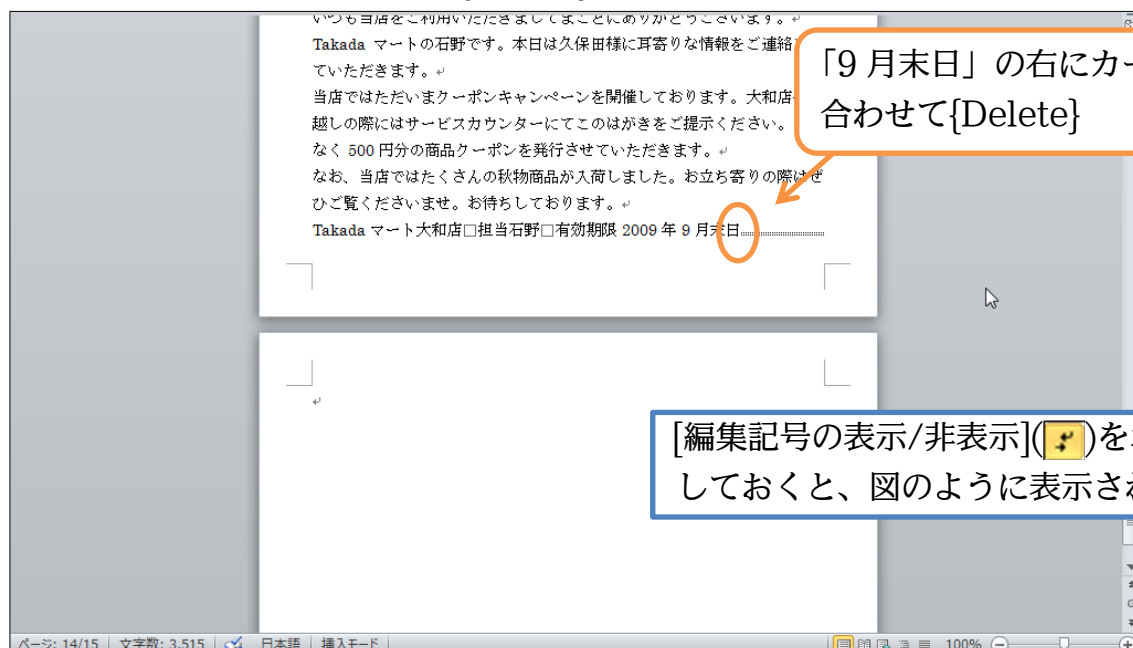 いつも当店をご利用いただきましてまことにありがとうございます。↵
Takada マートの石野です。本日は久保田様に耳寄りな情報をご連絡
ていただきます。↵
当店ではただいまクーポンキャンペーンを開催しております。大和店
越しの際にはサービスカウンターにてこのはがきをご提示ください。
なく 500 円分の商品クーポンを発行させていただきます。↵
なお、当店ではたくさんの秋物商品が入荷しました。お立ち寄りの際はぜ
ひご覧くださいませ。お待ちしております。↵
Takada マート大和店□担当石野□有効期限 2009 年 9 月末日
「9 月末日」の右にカー
合わせて{Delete}
↵
[編集記号の表示/非表示]()を
しておくと、図のように表示さ
ページ: 14/15 文字数: 3,515 日本語 挿入モード 100%